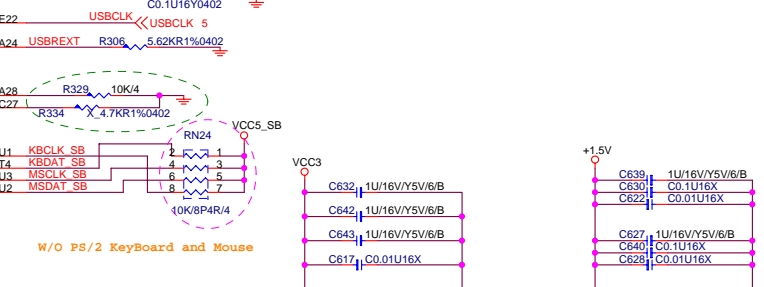 C0.1U16Y0402
E22 USBCLK USBCLK 5
A24 USBREXT R306 5.62KR1%0402
A28 R329 10K/4
C27 R334 X_4.7KR1%0402
VCC5_SB
RN24
U1 KBCLK_SB 2 1
T4 KBDAT_SB 4 3
U3 MSCLK_SB 6 5
U2 MSDAT_SB 8 7
10K/8P4R/4
W/O PS/2 KeyBoard and Mouse
VCC3
C632 1U/16V/Y5V/6/B
C642 1U/16V/Y5V/6/B
C643 1U/16V/Y5V/6/B
C617 C0.01U16X
+1.5V
C639 1U/16V/Y5V/6/B
C630 C0.1U16X
C622 C0.01U16X
C627 1U/16V/Y5V/6/B
C640 C0.1U16X
C628 C0.01U16X